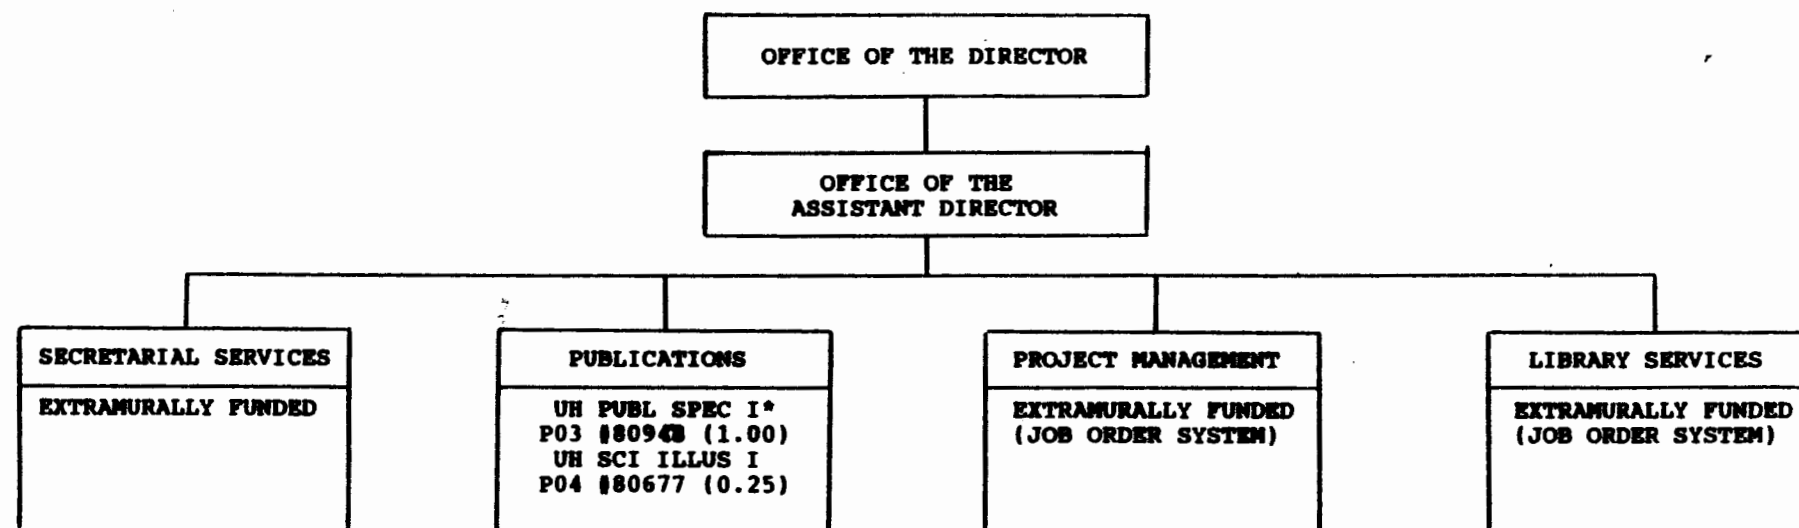 OFFICE OF THE DIRECTOR
OFFICE OF THE
ASSISTANT DIRECTOR
SECRETARIAL SERVICES
EXTRAMURALLY FUNDED
PUBLICATIONS
UH PUBL SPEC I*
P03 (1.00)
UH SCI ILLUS I
P04 #80677 (0.25)
PROJECT MANAGEMENT
EXTRAMURALLY FUNDED
(JOB ORDER SYSTEM)
LIBRARY SERVICES
EXTRAMURALLY FUNDED
(JOB ORDER SYSTEM)